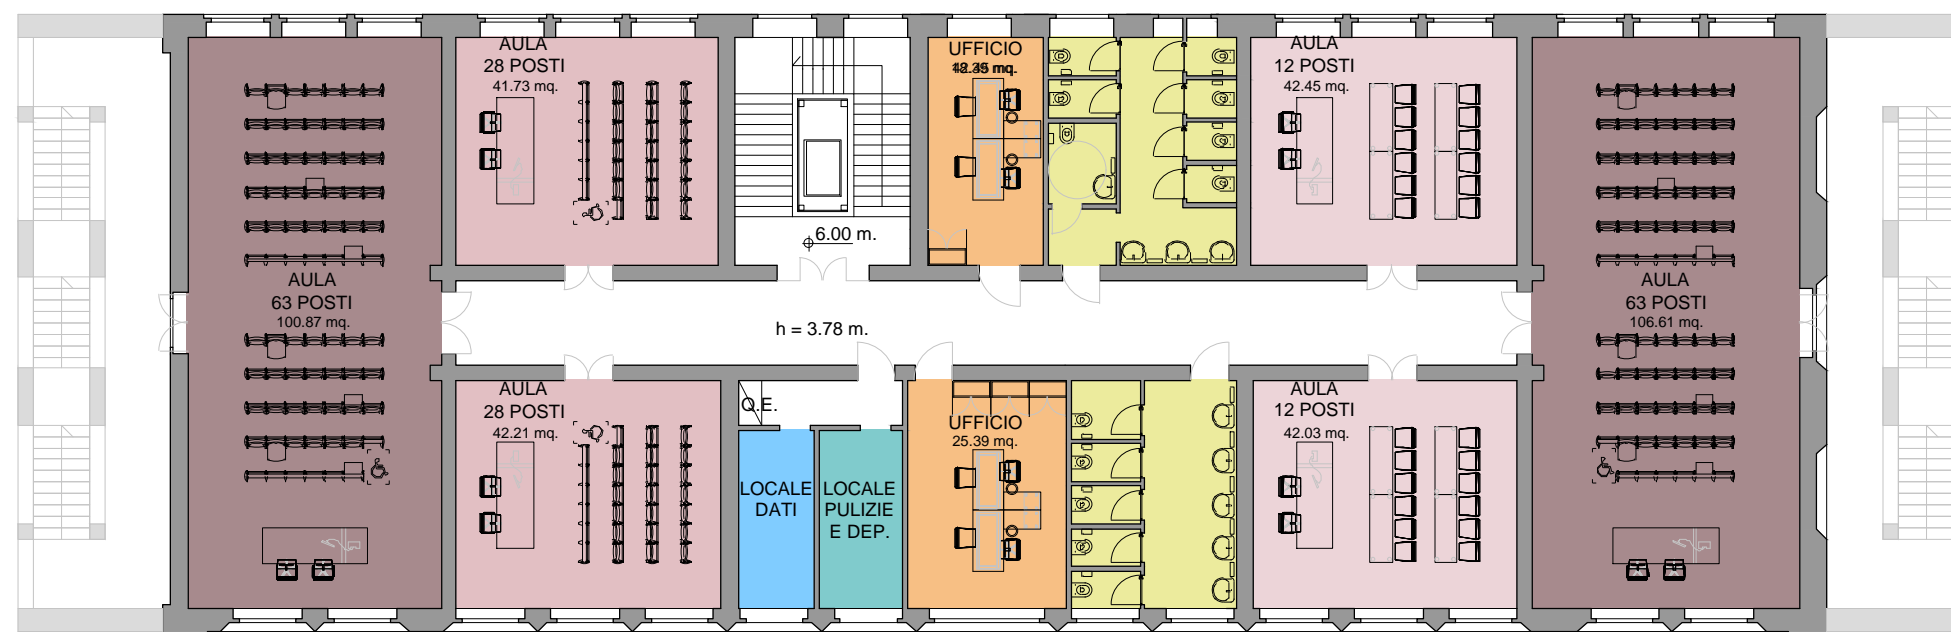 AULA
28 POSTI
41.73 mq.
UFFICIO
AULA
12 POSTI
42.45 mq.
6.00 m.
AULA
63 POSTI
100.87 mq.
h = 3.78 m.
AULA
63 POSTI
106.61 mq.
AULA
28 POSTI
42.21 mq.
Q.E.
LOCALE
DATI
LOCALE
PULIZIE
E DEP.
UFFICIO
25.39 mq.
AULA
12 POSTI
42.03 mq.